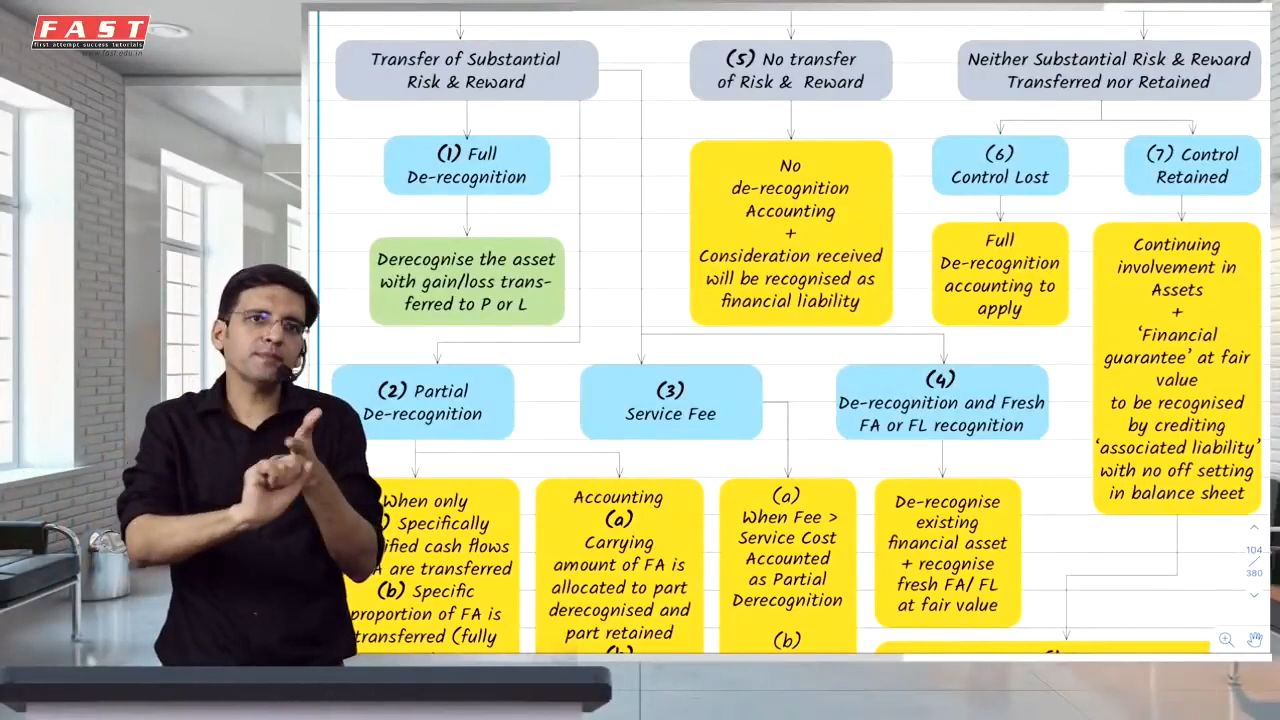 FAST
first attempt success tutorials
www.fast.edu.in
Transfer of Substantial
Risk & Reward
(5) No transfer
of Risk & Reward
Neither Substantial Risk & Reward
Transferred nor Retained
(1) Full
De-recognition
No
de-recognition
Accounting
+
Consideration received
will be recognised as
financial liability
(6)
Control Lost
(7) Control
Retained
Derecognise the asset
with gain/loss trans-
ferred to P or L
Full
De-recognition
accounting to
apply
Continuing
involvement in
Assets
+
‘Financial
guarantee’ at fair
value
to be recognised
by crediting
‘associated liability’
with no off setting
in balance sheet
(2) Partial
De-recognition
(3)
Service Fee
(4)
De-recognition and Fresh
FA or FL recognition
When only
Specifically
cash flows
are transferred
(b) Specific
proportion of FA is
transferred (fully
Accounting
(a)
Carrying
amount of FA is
allocated to part
derecognised and
part retained
(a)
When Fee >
Service Cost
Accounted
as Partial
Derecognition
(b)
De-recognise
existing
financial asset
+ recognise
fresh FA/ FL
at fair value
104
380